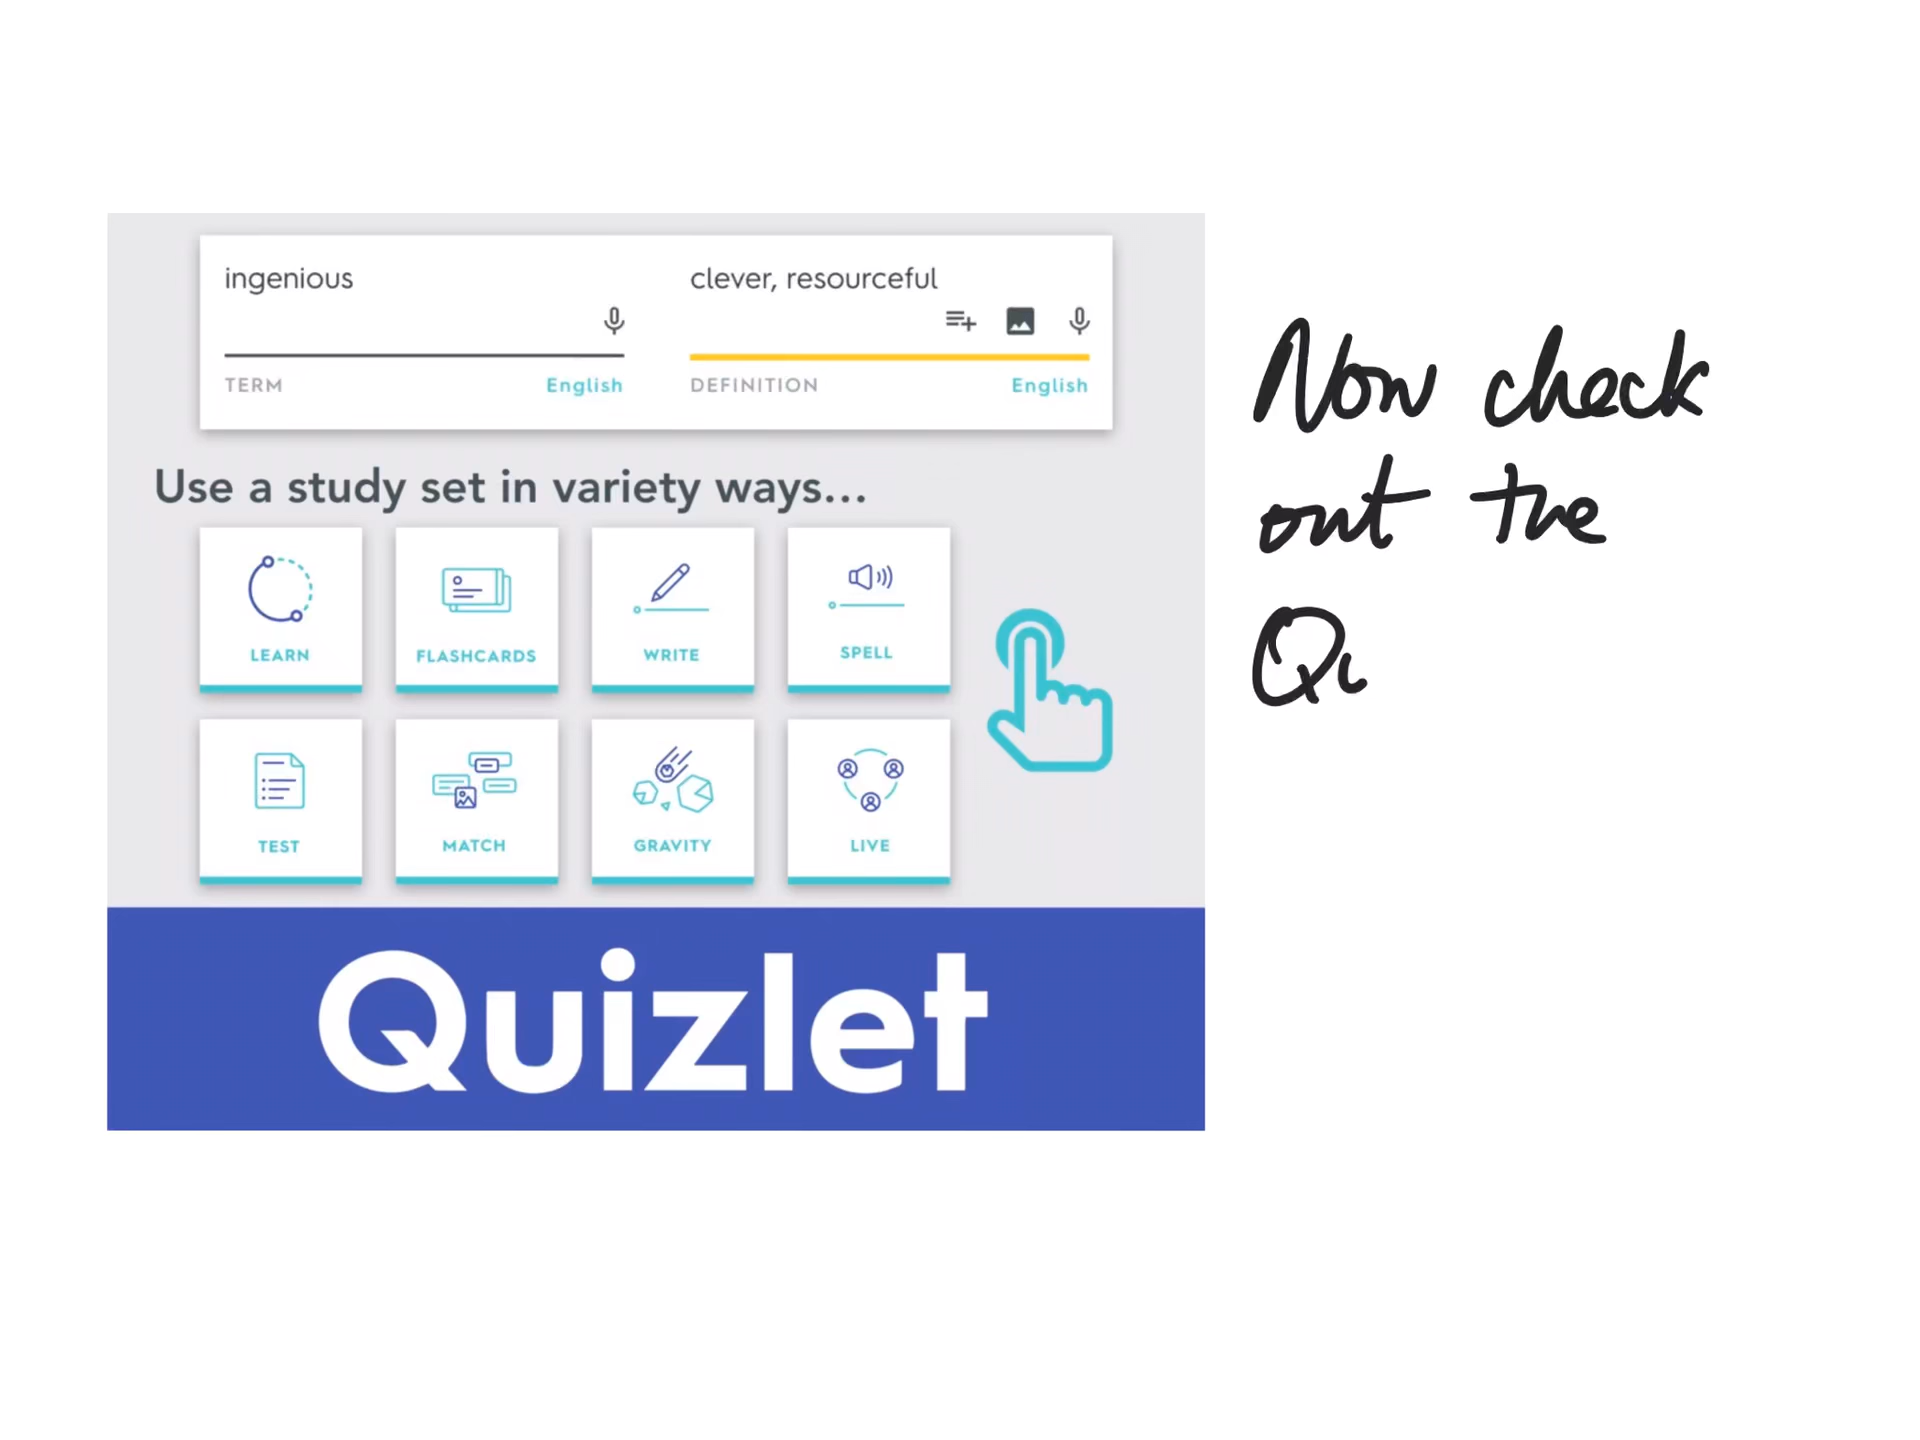 ingenious
clever, resourceful
TERM
English
DEFINITION
English
Use a study set in variety ways...
LEARN
FLASHCARDS
WRITE
SPELL
TEST
MATCH
GRAVITY
LIVE
Quizlet
Now check
out the
Qu